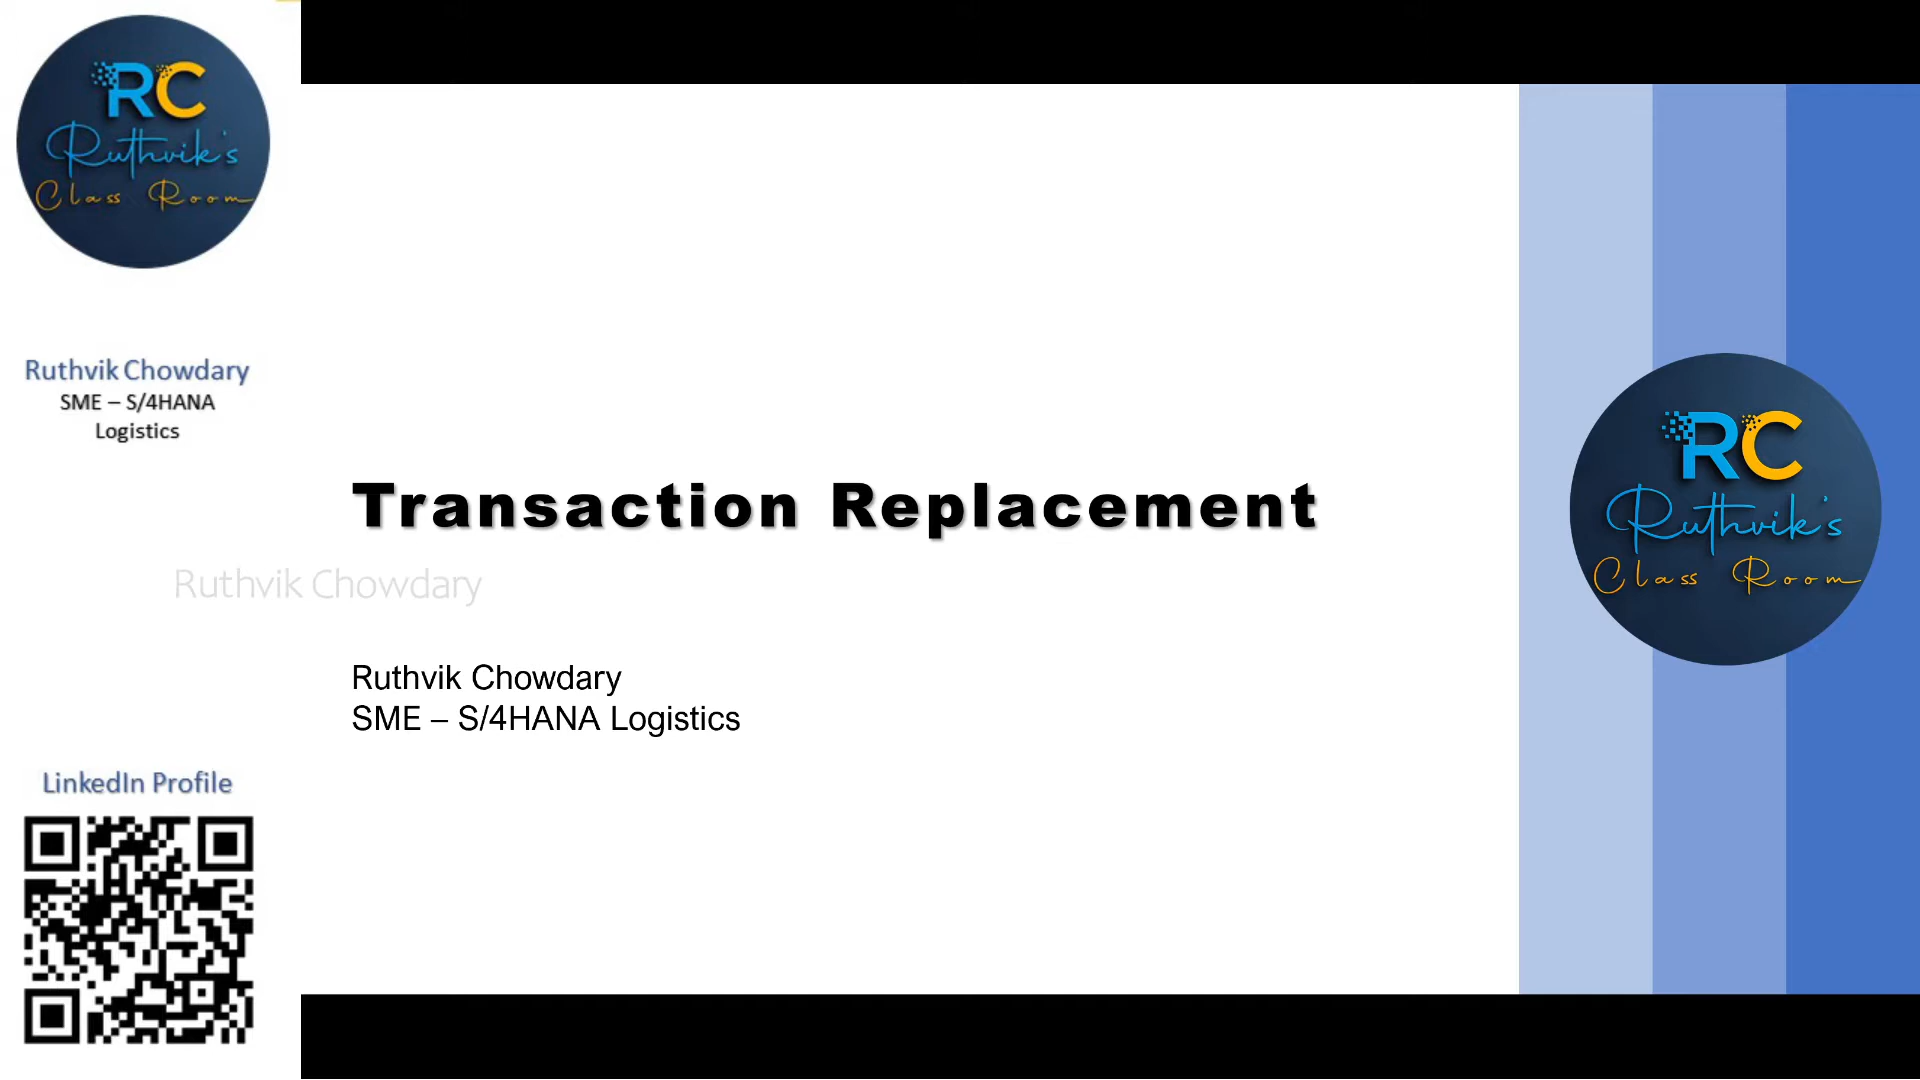 RC
Ruthvik's
Class Room
Ruthvik Chowdary
SME – S/4HANA
Logistics
Transaction Replacement
Ruthvik Chowdary
Ruthvik Chowdary
SME – S/4HANA Logistics
LinkedIn Profile
RC
Ruthvik's
Class Room